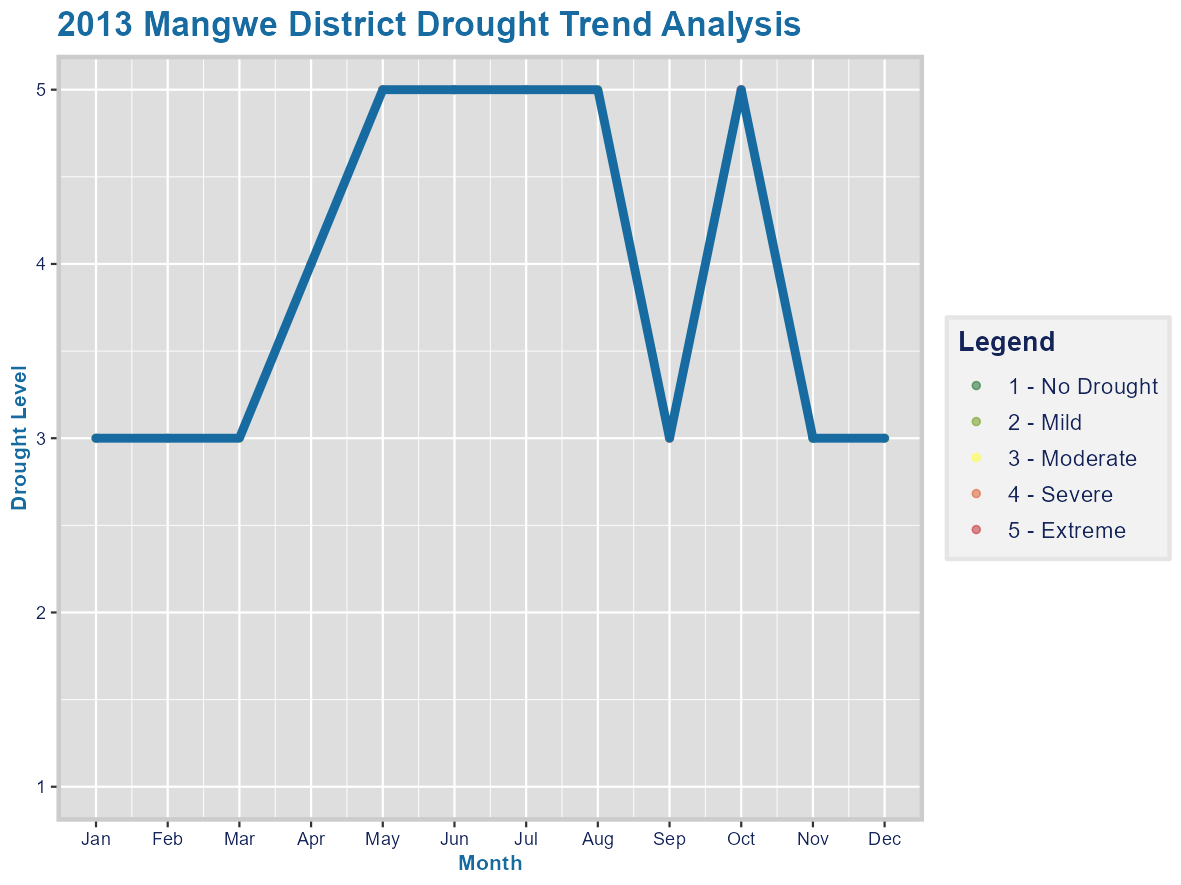 2013 Mangwe District Drought Trend Analysis
5
4
3
2
1
Drought Level
Jan Feb Mar Apr May Jun Jul Aug Sep Oct Nov Dec
Month
Legend
1 - No Drought
2 - Mild
3 - Moderate
4 - Severe
5 - Extreme